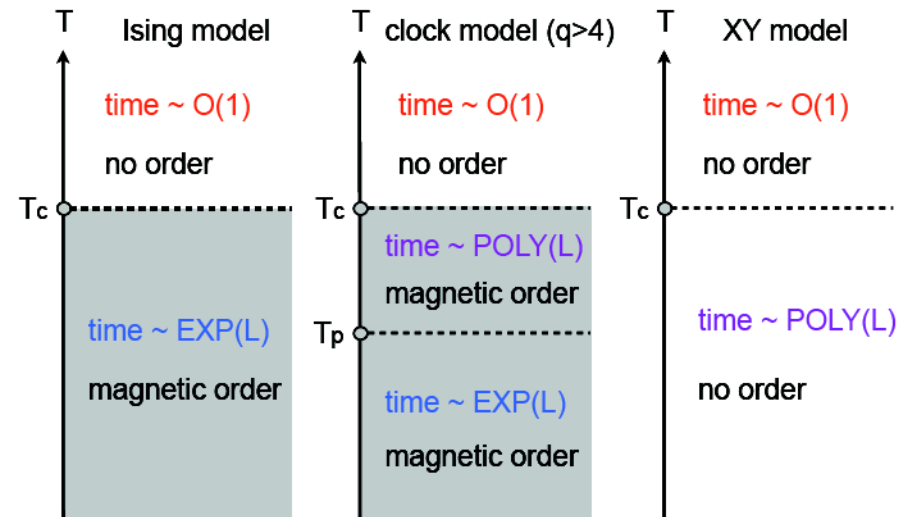 T Ising model
time ~ O(1)
no order
Tc
time ~ EXP(L)
magnetic order
T clock model (q>4)
time ~ O(1)
no order
Tc
time ~ POLY(L)
magnetic order
Tp
time ~ EXP(L)
magnetic order
T XY model
time ~ O(1)
no order
Tc
time ~ POLY(L)
no order